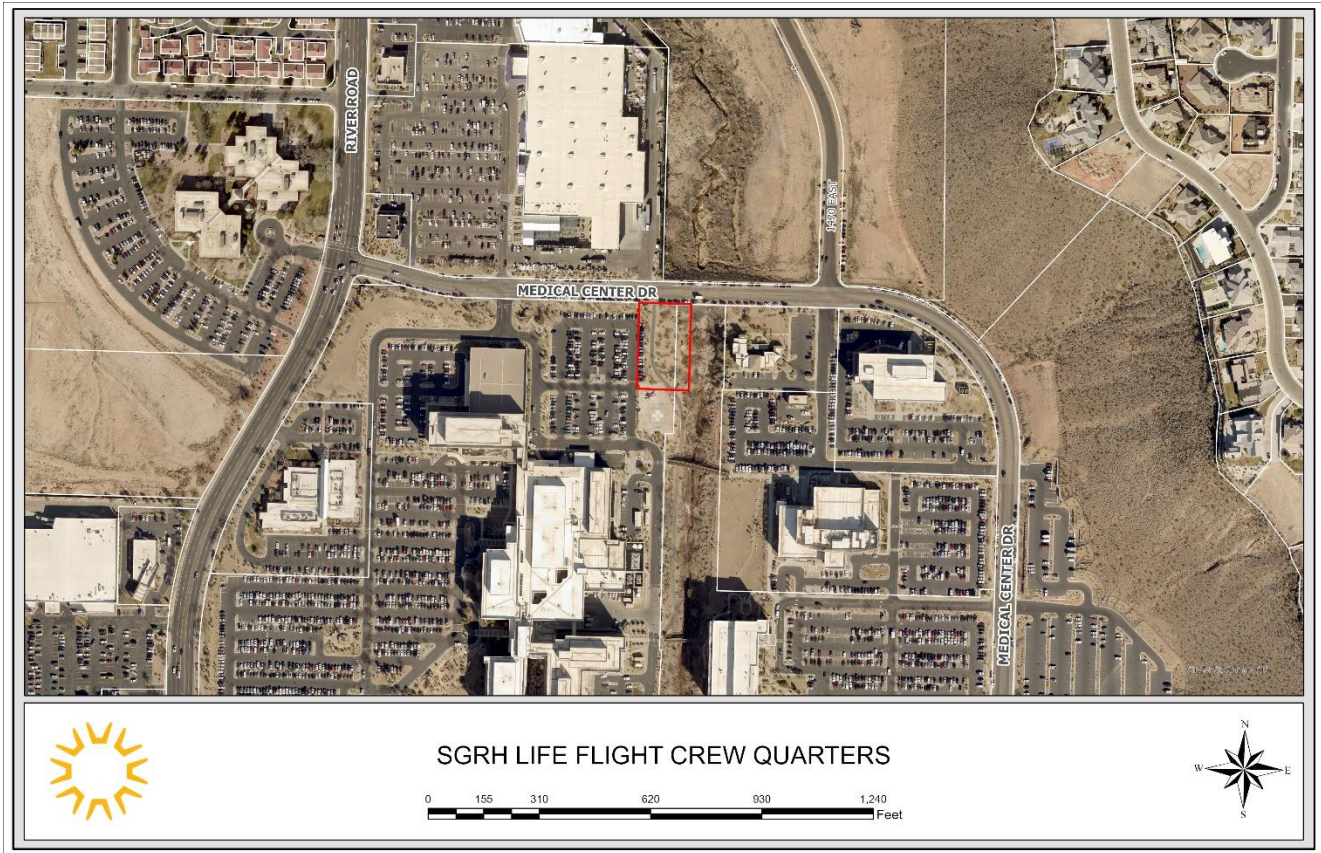 RIVER ROAD
1470 EAST
MEDICAL CENTER DR
MEDICAL CENTER DR
SGRH LIFE FLIGHT CREW QUARTERS
0 155 310 620 930 1,240
Feet
N
W E
S